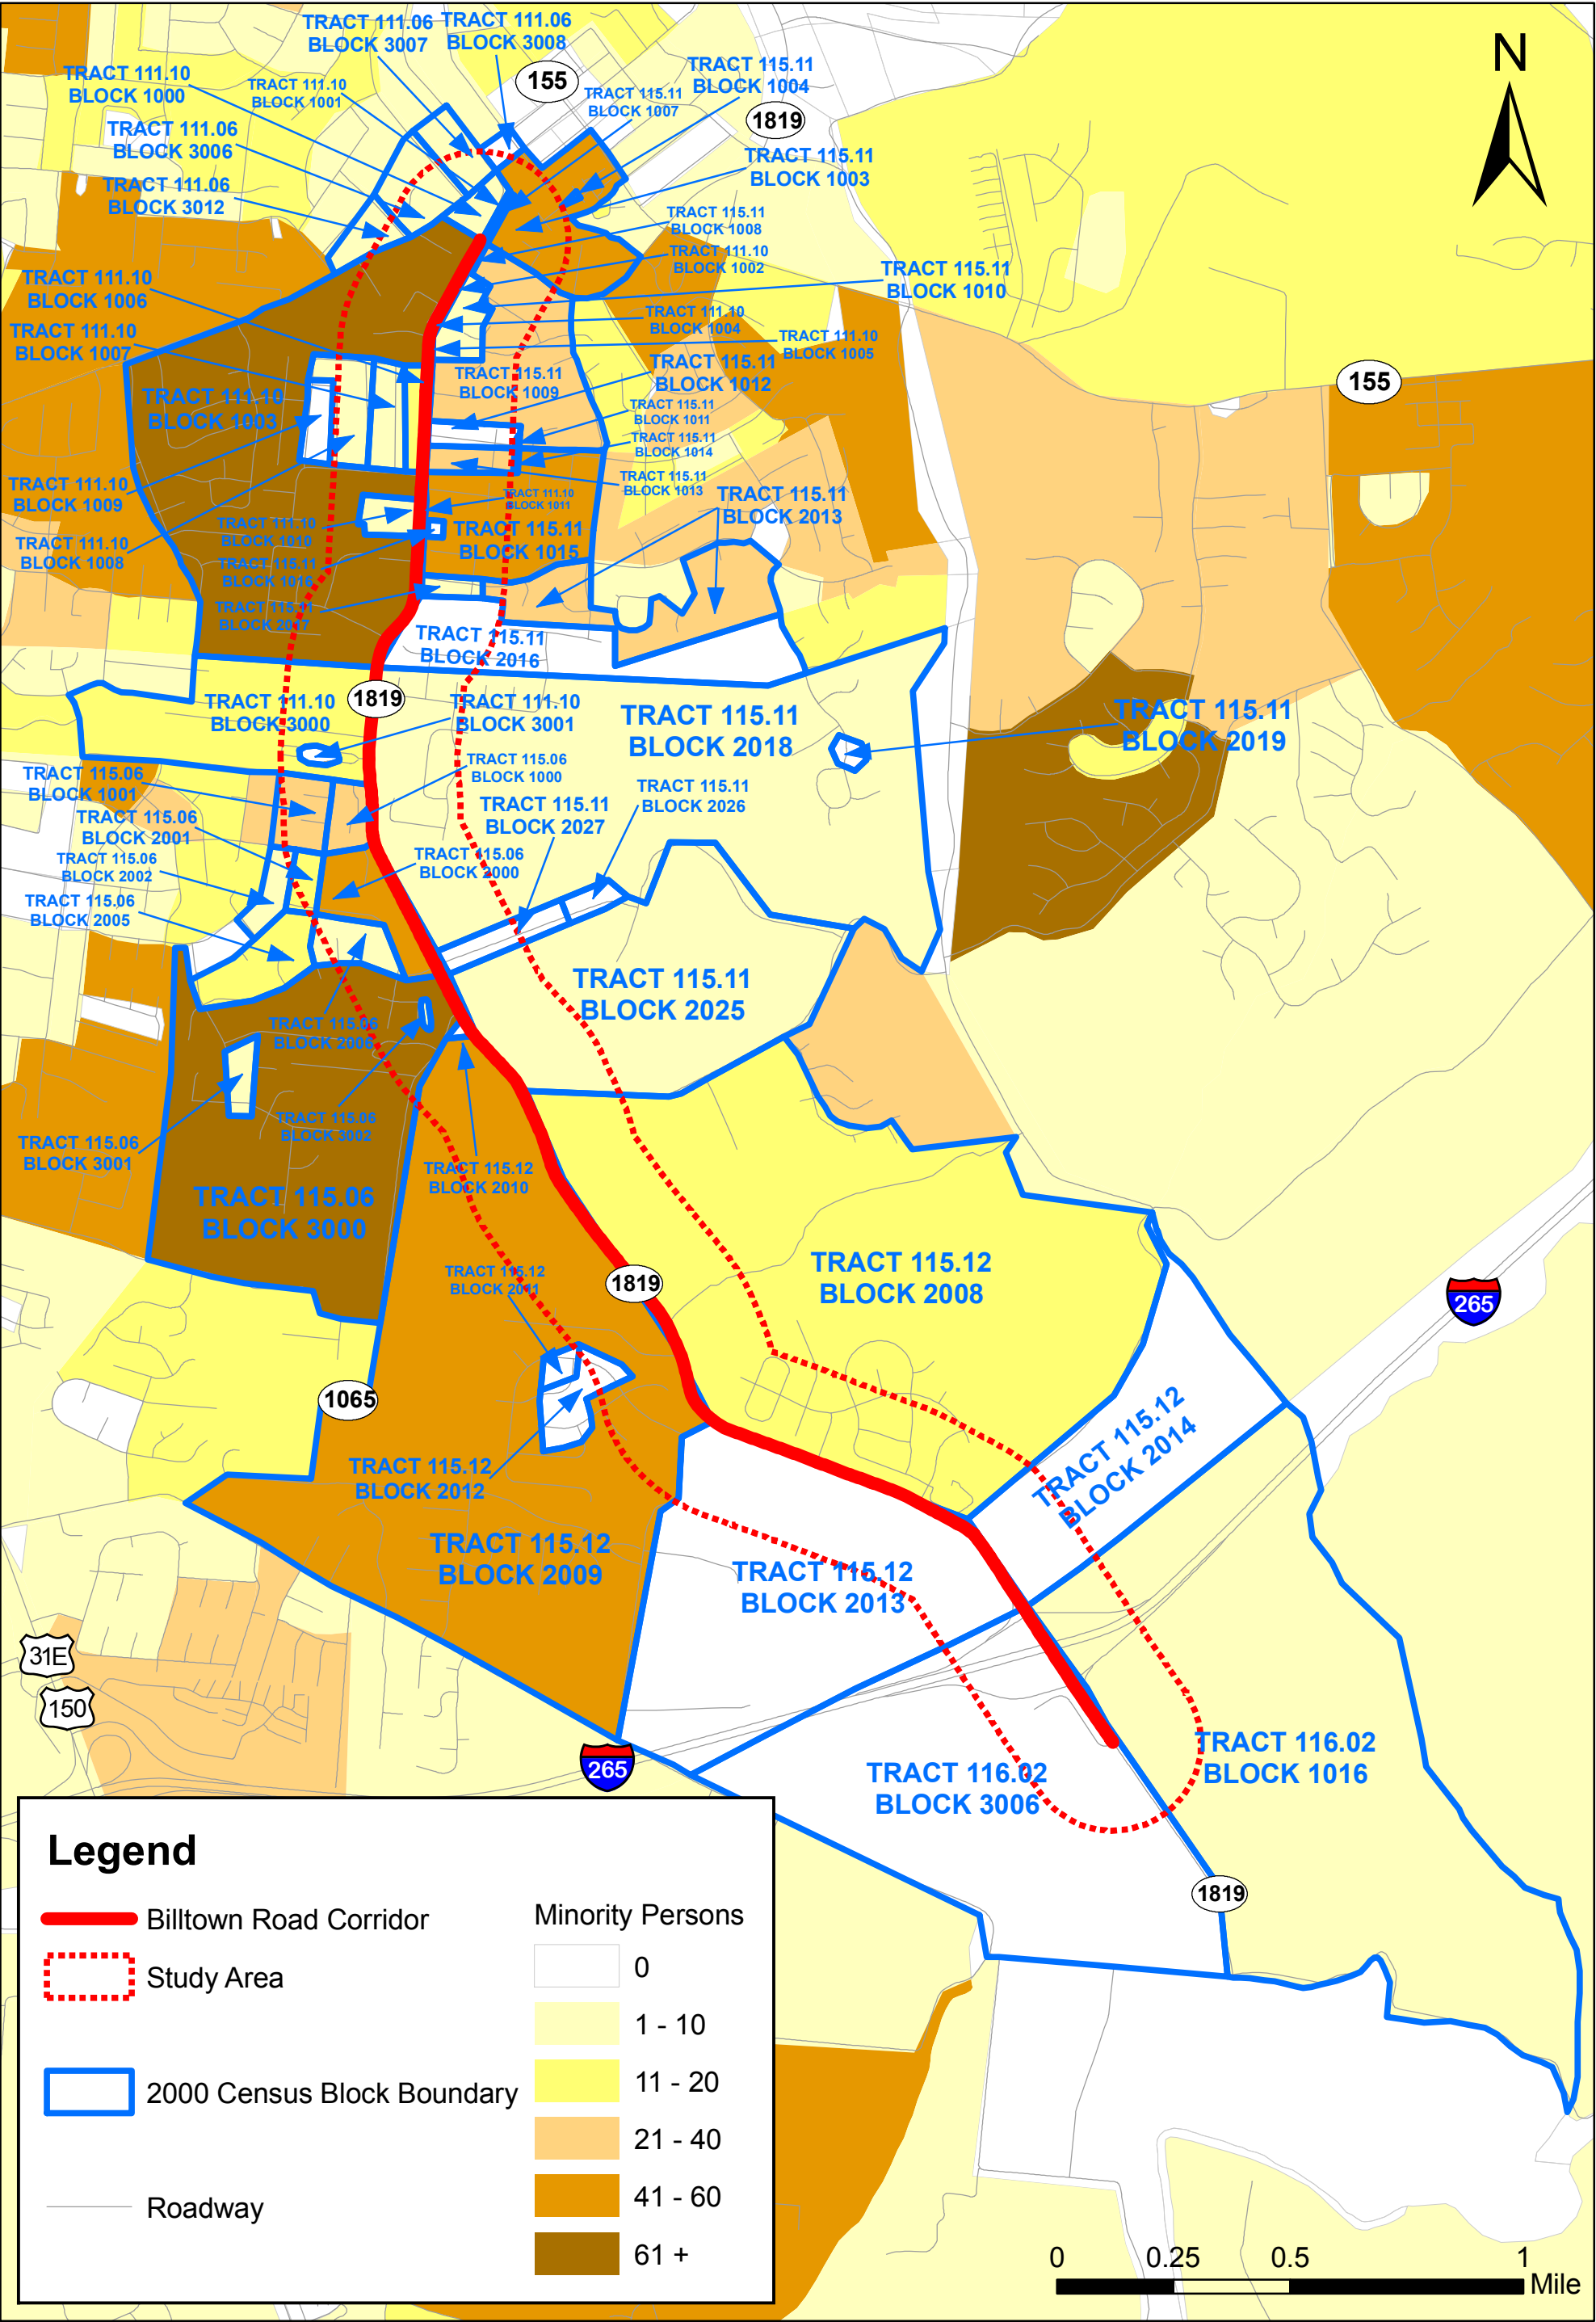 TRACT 111.06
BLOCK 3007
TRACT 111.06
BLOCK 3008
N
155
TRACT 111.10
BLOCK 1000
TRACT 111.10
BLOCK 1001
TRACT 115.11
BLOCK 1004
TRACT 115.11
BLOCK 1007
1819
TRACT 111.06
BLOCK 3006
TRACT 115.11
BLOCK 1003
TRACT 111.06
BLOCK 3012
TRACT 115.11
BLOCK 1008
TRACT 111.10
BLOCK 1002
TRACT 115.11
BLOCK 1010
TRACT 111.10
BLOCK 1006
TRACT 111.10
BLOCK 1004
TRACT 111.10
BLOCK 1007
TRACT 111.10
BLOCK 1005
TRACT 115.11
BLOCK 1009
TRACT 115.11
BLOCK 1012
155
TRACT 111.10
BLOCK 1003
TRACT 115.11
BLOCK 1011
TRACT 115.11
BLOCK 1014
TRACT 115.11
BLOCK 1013
TRACT 111.10
BLOCK 1009
TRACT 111.10
BLOCK 1011
TRACT 115.11
BLOCK 2013
TRACT 111.10
BLOCK 1010
TRACT 115.11
BLOCK 1015
TRACT 111.10
BLOCK 1008
TRACT 115.11
BLOCK 1016
TRACT 115.11
BLOCK 2017
TRACT 115.11
BLOCK 2016
TRACT 111.10
BLOCK 3000
1819
TRACT 111.10
BLOCK 3001
TRACT 115.11
BLOCK 2018
TRACT 115.11
BLOCK 2019
TRACT 115.06
BLOCK 1001
TRACT 115.06
BLOCK 1000
TRACT 115.11
BLOCK 2026
TRACT 115.11
BLOCK 2027
TRACT 115.06
BLOCK 2001
TRACT 115.06
BLOCK 2002
TRACT 115.06
BLOCK 2000
TRACT 115.06
BLOCK 2005
TRACT 115.11
BLOCK 2025
TRACT 115.06
BLOCK 2006
TRACT 115.06
BLOCK 3002
TRACT 115.06
BLOCK 3001
TRACT 115.12
BLOCK 2010
TRACT 115.06
BLOCK 3000
TRACT 115.12
BLOCK 2011
1819
TRACT 115.12
BLOCK 2008
265
1065
TRACT 115.12
BLOCK 2014
TRACT 115.12
BLOCK 2012
TRACT 115.12
BLOCK 2009
TRACT 115.12
BLOCK 2013
31E
150
265
TRACT 116.02
BLOCK 3006
TRACT 116.02
BLOCK 1016
1819
Legend
Billtown Road Corridor
Study Area
2000 Census Block Boundary
Roadway
Minority Persons
0
1 - 10
11 - 20
21 - 40
41 - 60
61 +
0 0.25 0.5 1
Mile